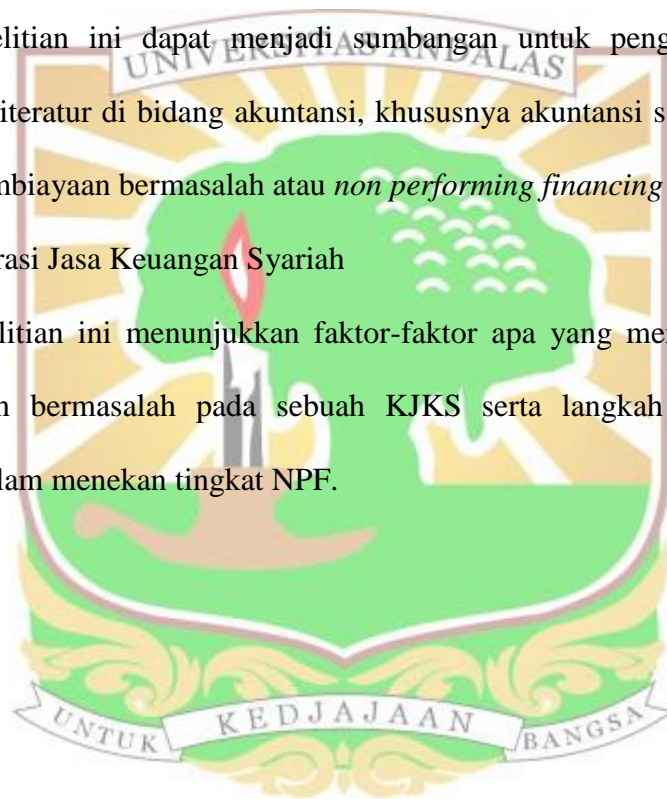 elitian ini dapat menjadi sumbangan untuk peng
UNIVERSITAS ANDALAS
iteratur di bidang akuntansi, khususnya akuntansi s
mbiayaan bermasalah atau non performing financing
rasi Jasa Keuangan Syariah
elitian ini menunjukkan faktor-faktor apa yang me
n bermasalah pada sebuah KJKS serta langkah
lam menekan tingkat NPF.
UNTUK KEDJAJAAN BANGSA